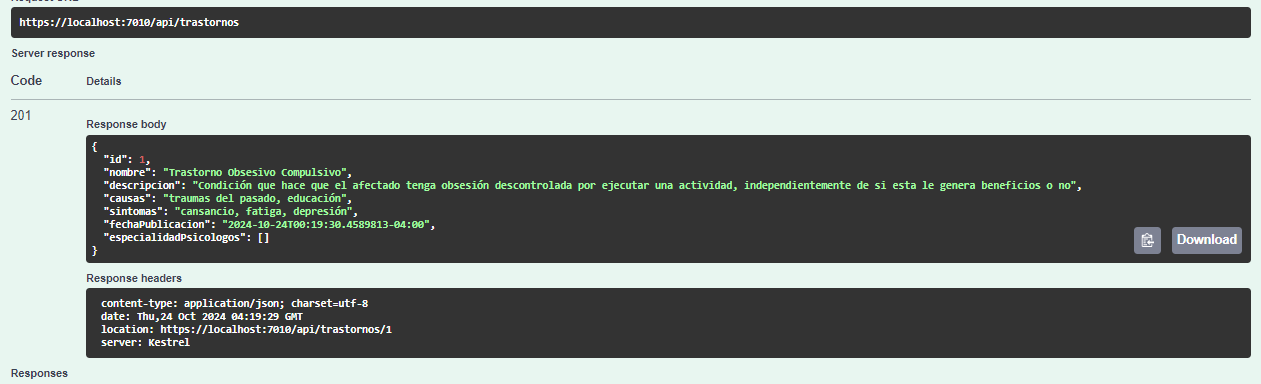 https://localhost:7010/api/trastornos
Server response
Code Details
201
Response body
{
  "id": 1,
  "nombre": "Trastorno Obsesivo Compulsivo",
  "descripcion": "Condición que hace que el afectado tenga obsesión descontrolada por ejecutar una actividad, independientemente de si esta le genera beneficios o no",
  "causas": "traumas del pasado, educación",
  "sintomas": "cansancio, fatiga, depresión",
  "fechaPublicacion": "2024-10-24T00:19:30.4589813-04:00",
  "especialidadPsicologos": []
}
Download
Response headers
content-type: application/json; charset=utf-8
date: Thu,24 Oct 2024 04:19:29 GMT
location: https://localhost:7010/api/trastornos/1
server: Kestrel
Responses